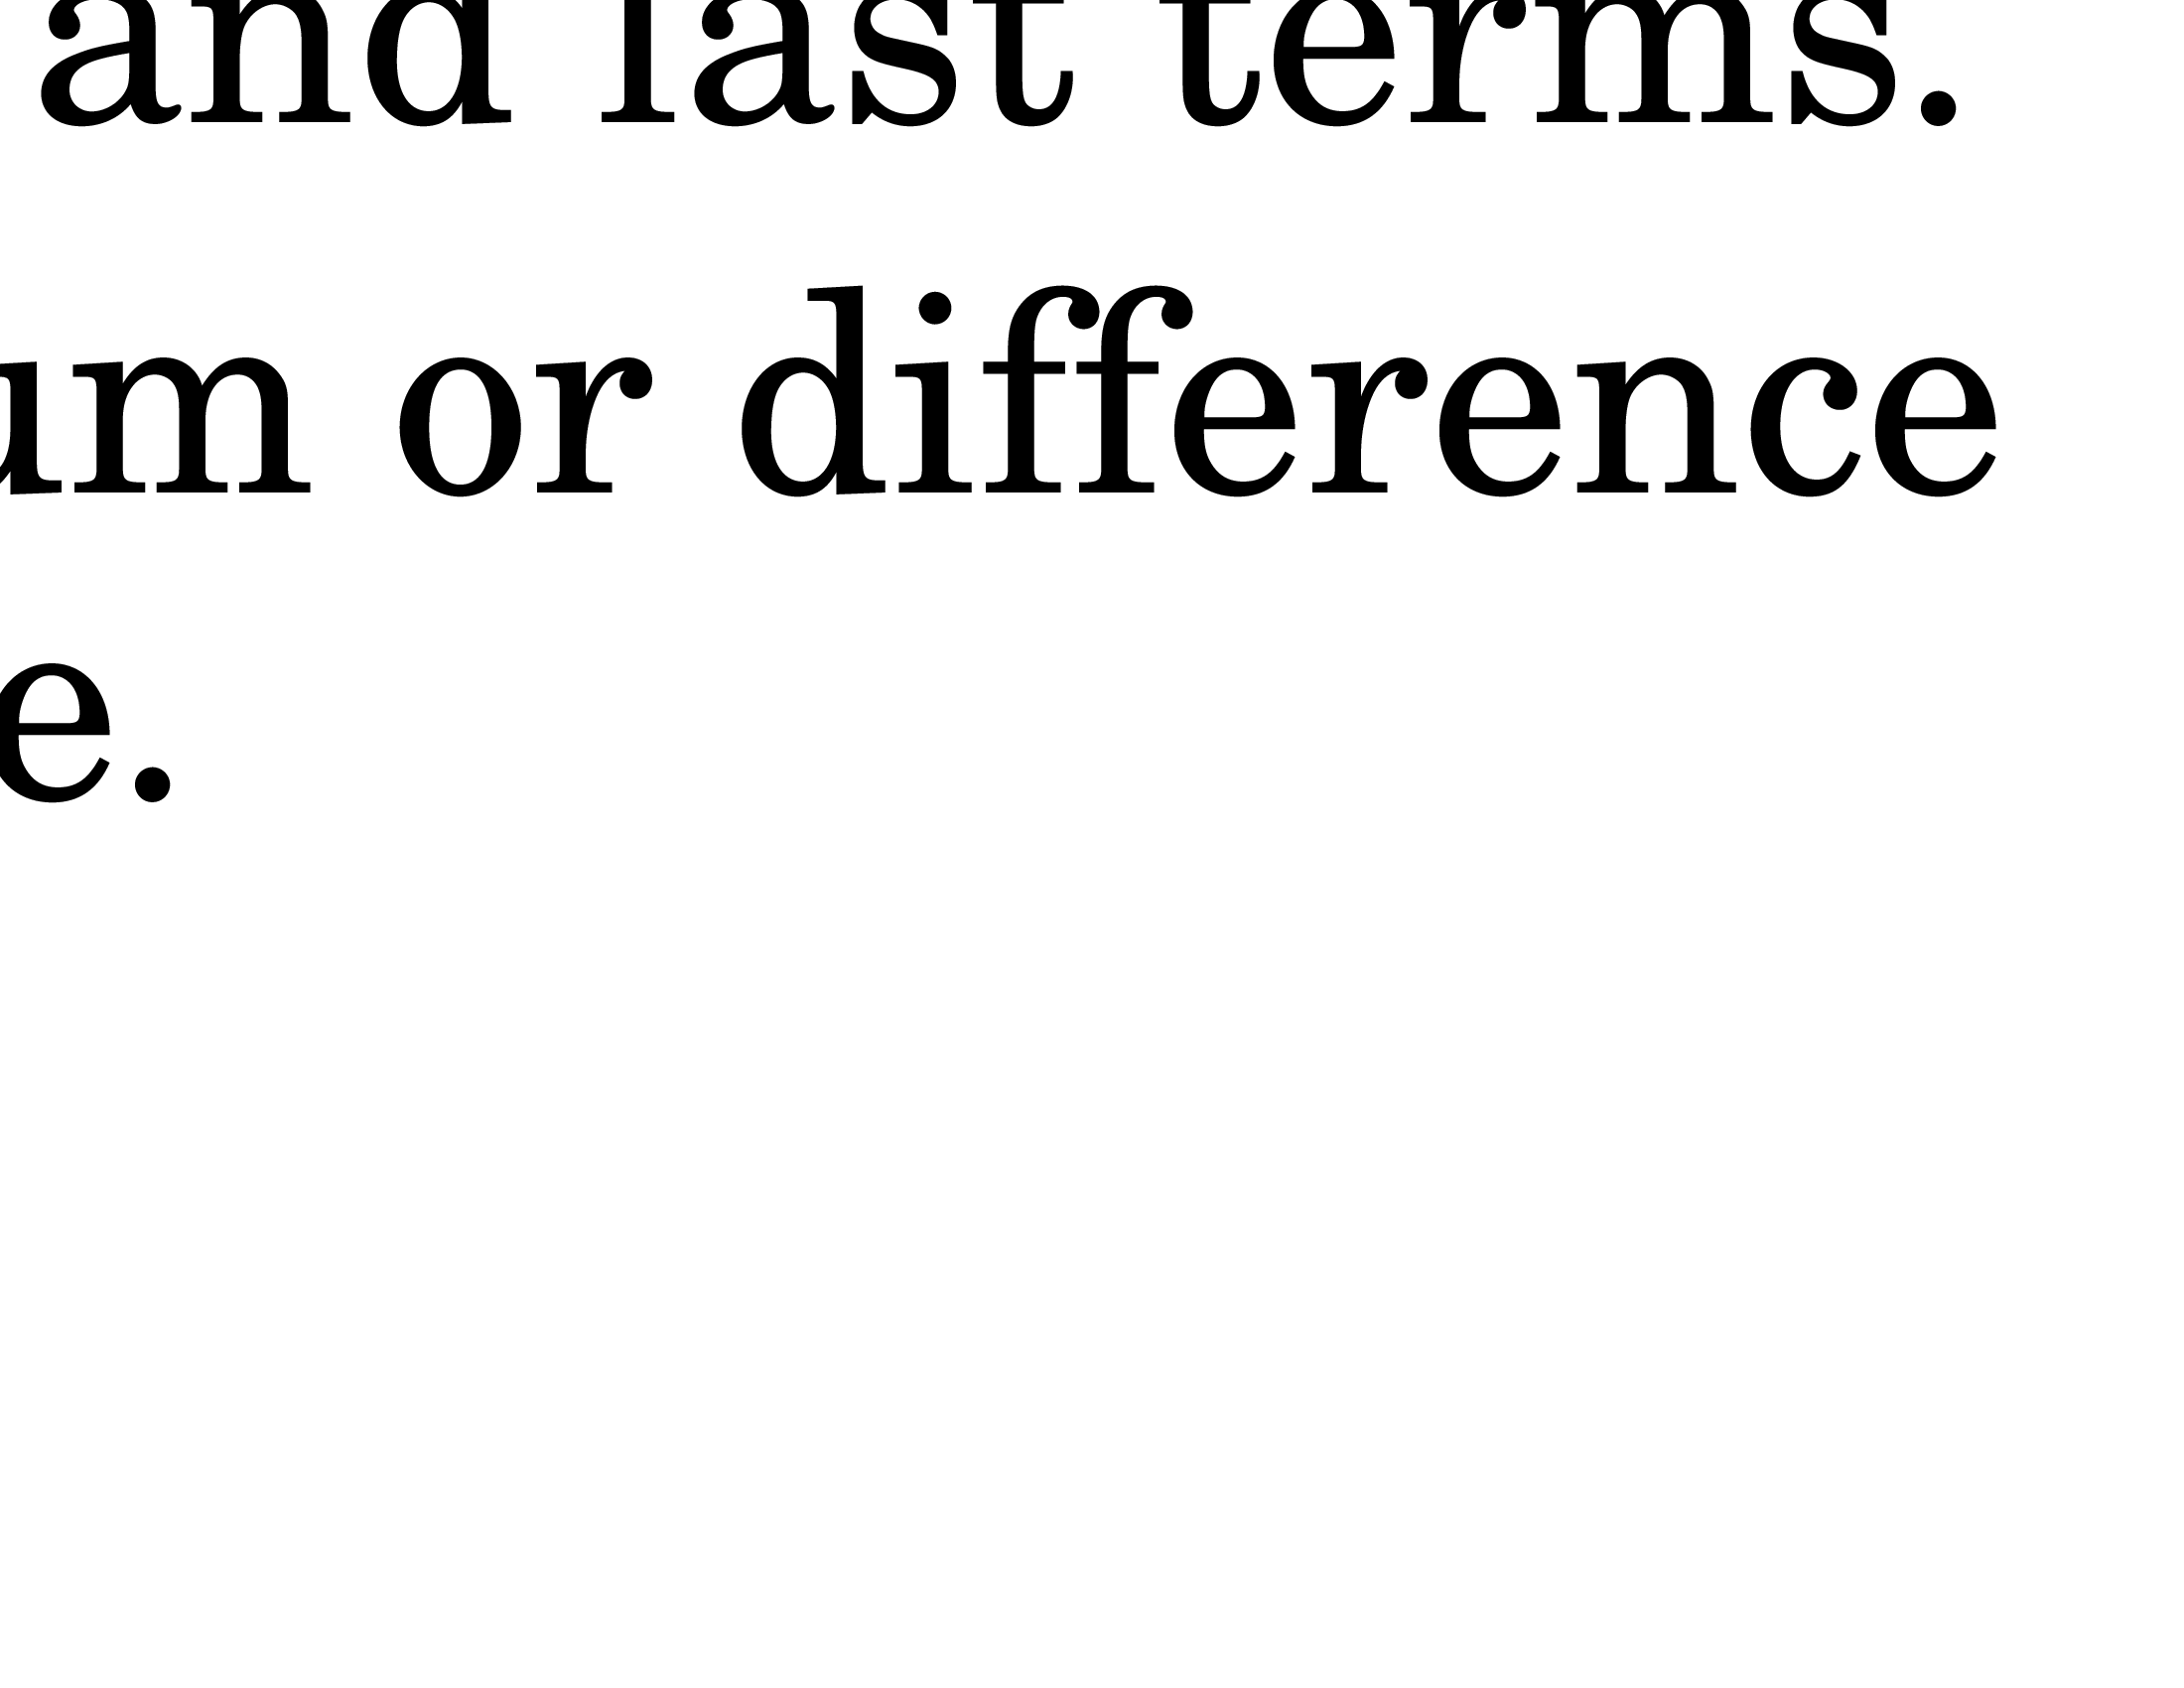 and last terms.
um or difference
e.